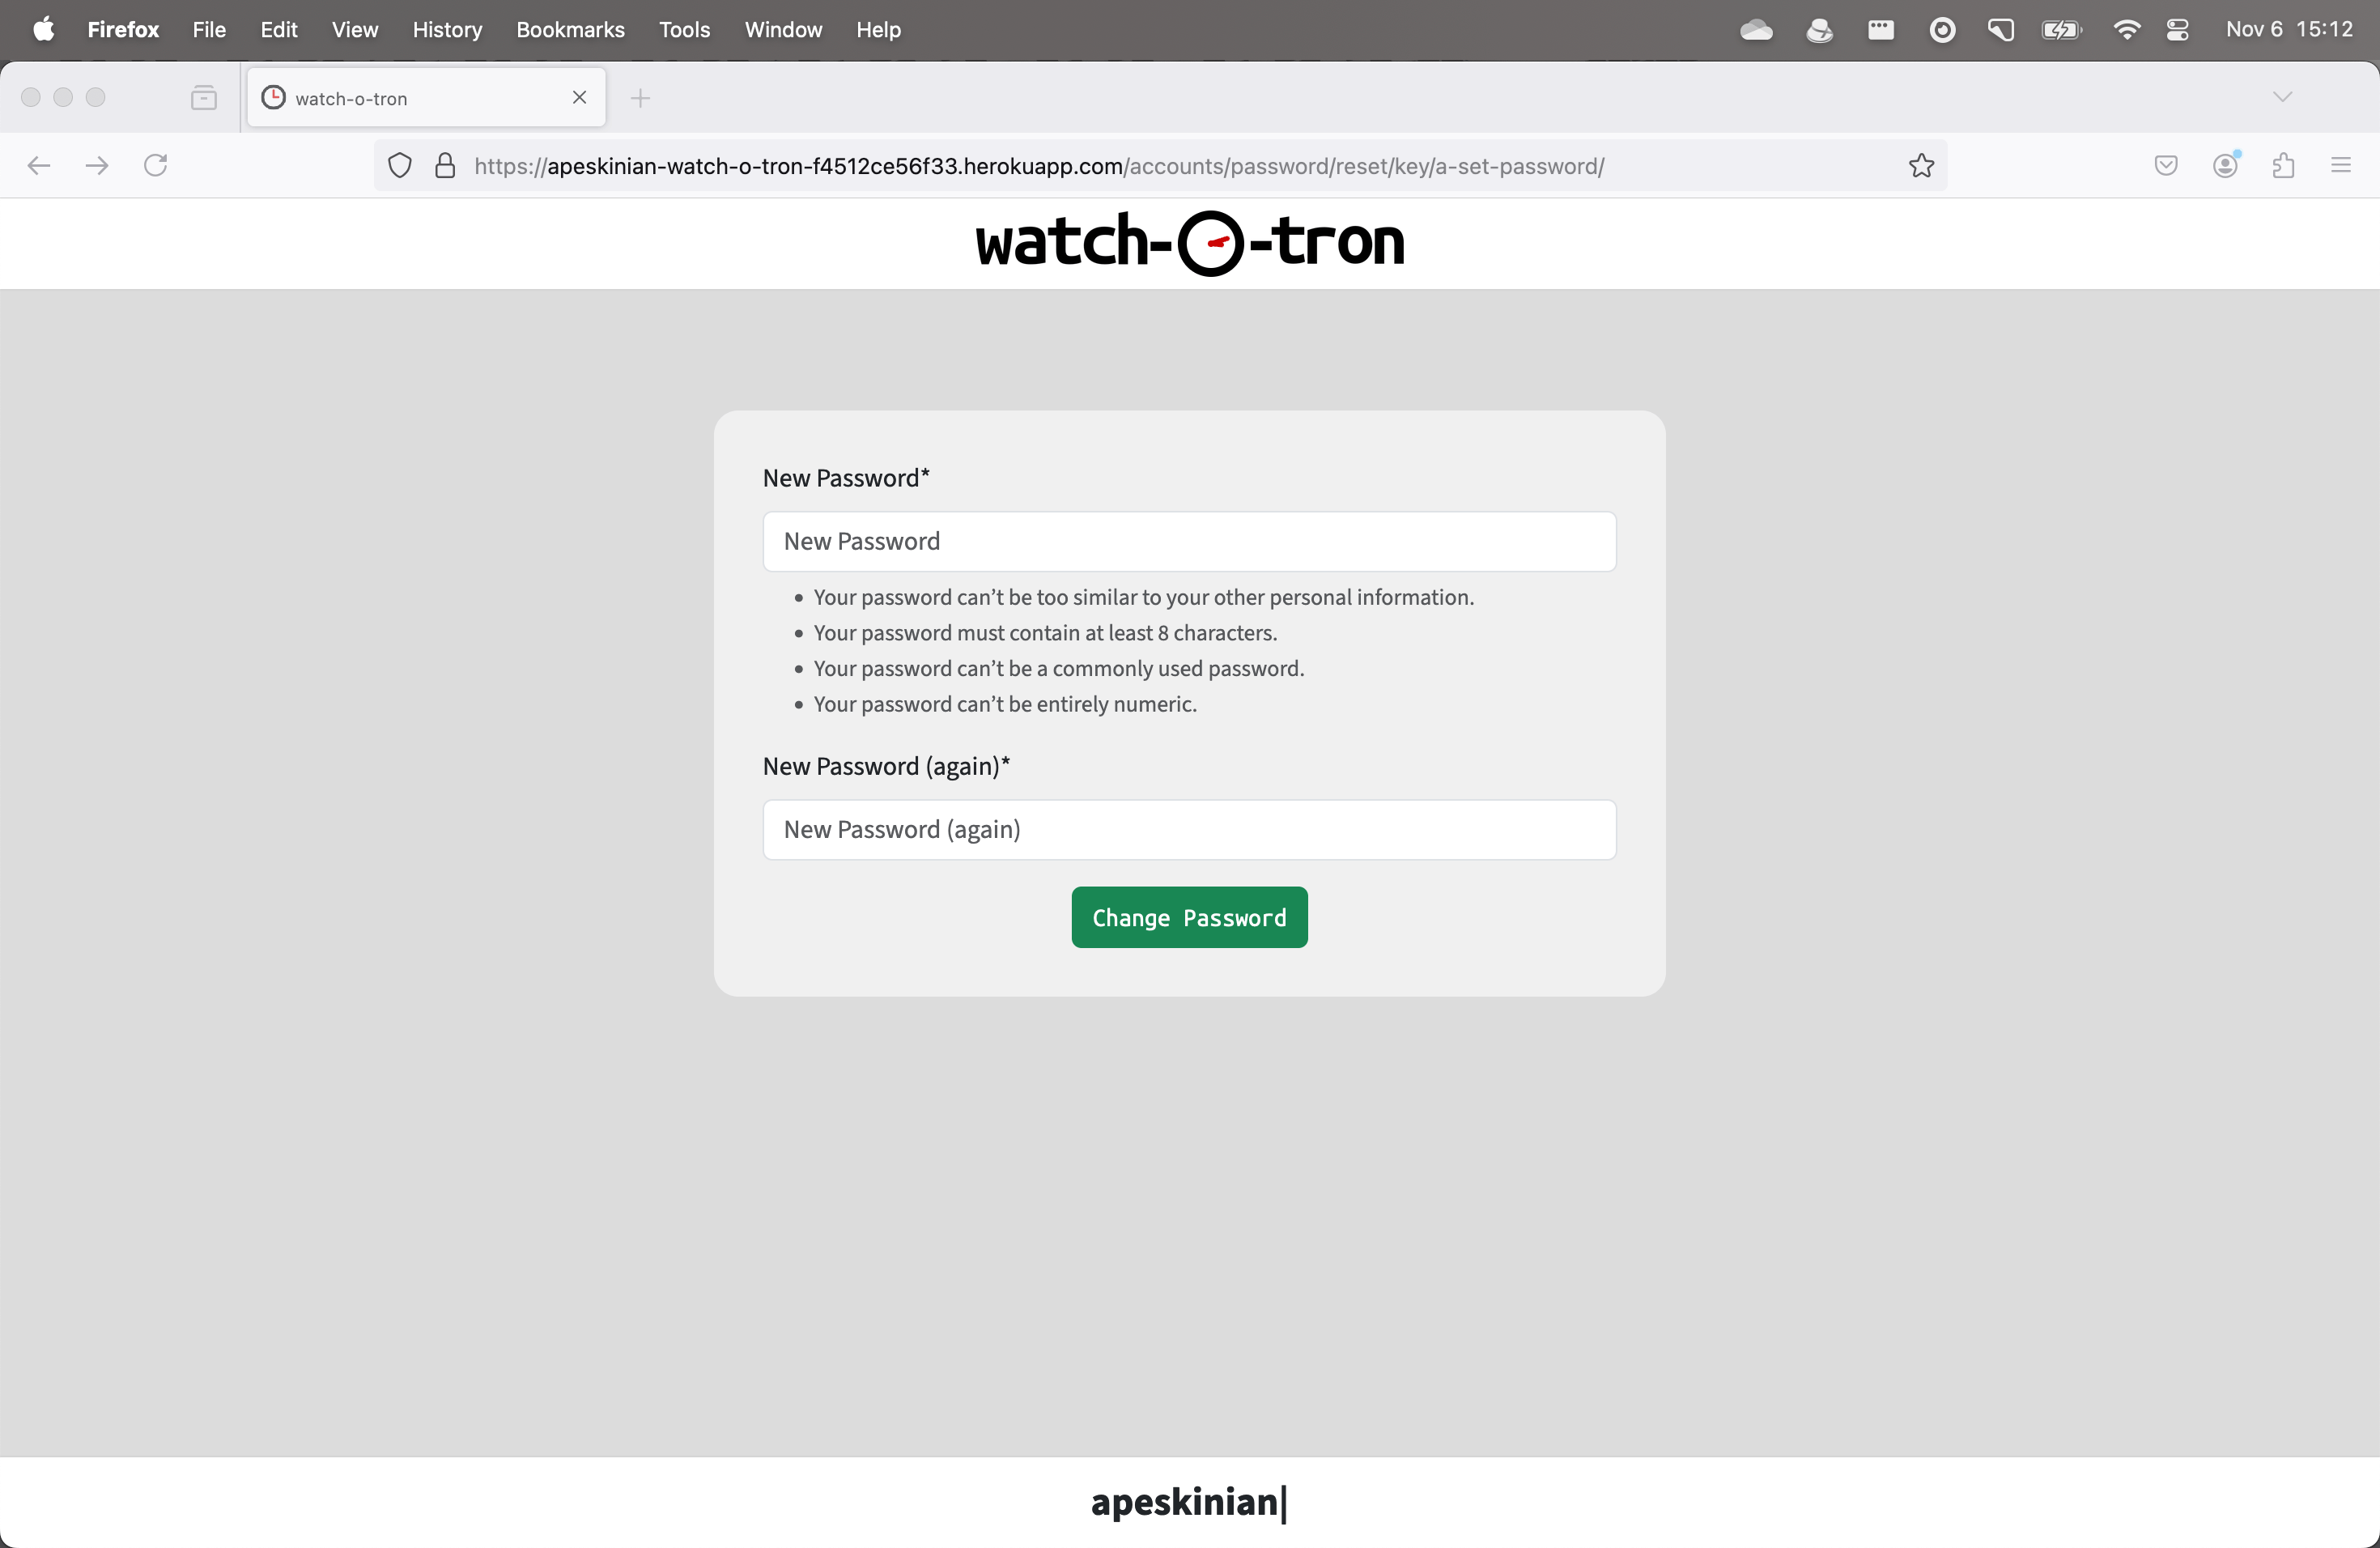 Firefox File Edit View History Bookmarks Tools Window Help Nov 6 15:12
watch-o-tron
https://apeskinian-watch-o-tron-f4512ce56f33.herokuapp.com/accounts/password/reset/key/a-set-password/
watch-o-tron
New Password*
New Password
• Your password can’t be too similar to your other personal information.
• Your password must contain at least 8 characters.
• Your password can’t be a commonly used password.
• Your password can’t be entirely numeric.
New Password (again)*
New Password (again)
Change Password
apeskinian|